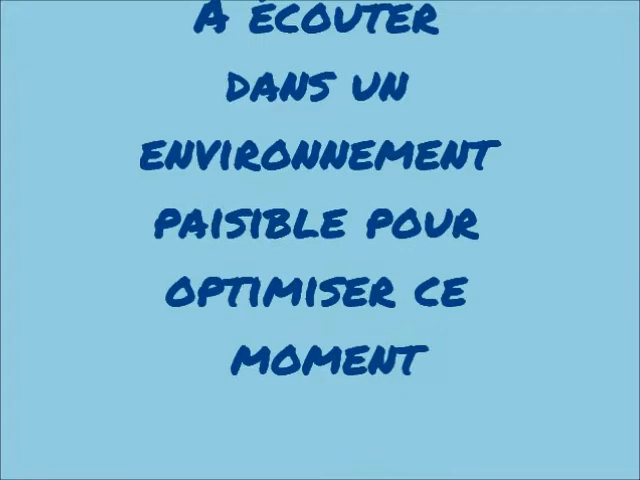 A ÉCOUTER
DANS UN
ENVIRONNEMENT
PAISIBLE POUR
OPTIMISER CE
MOMENT